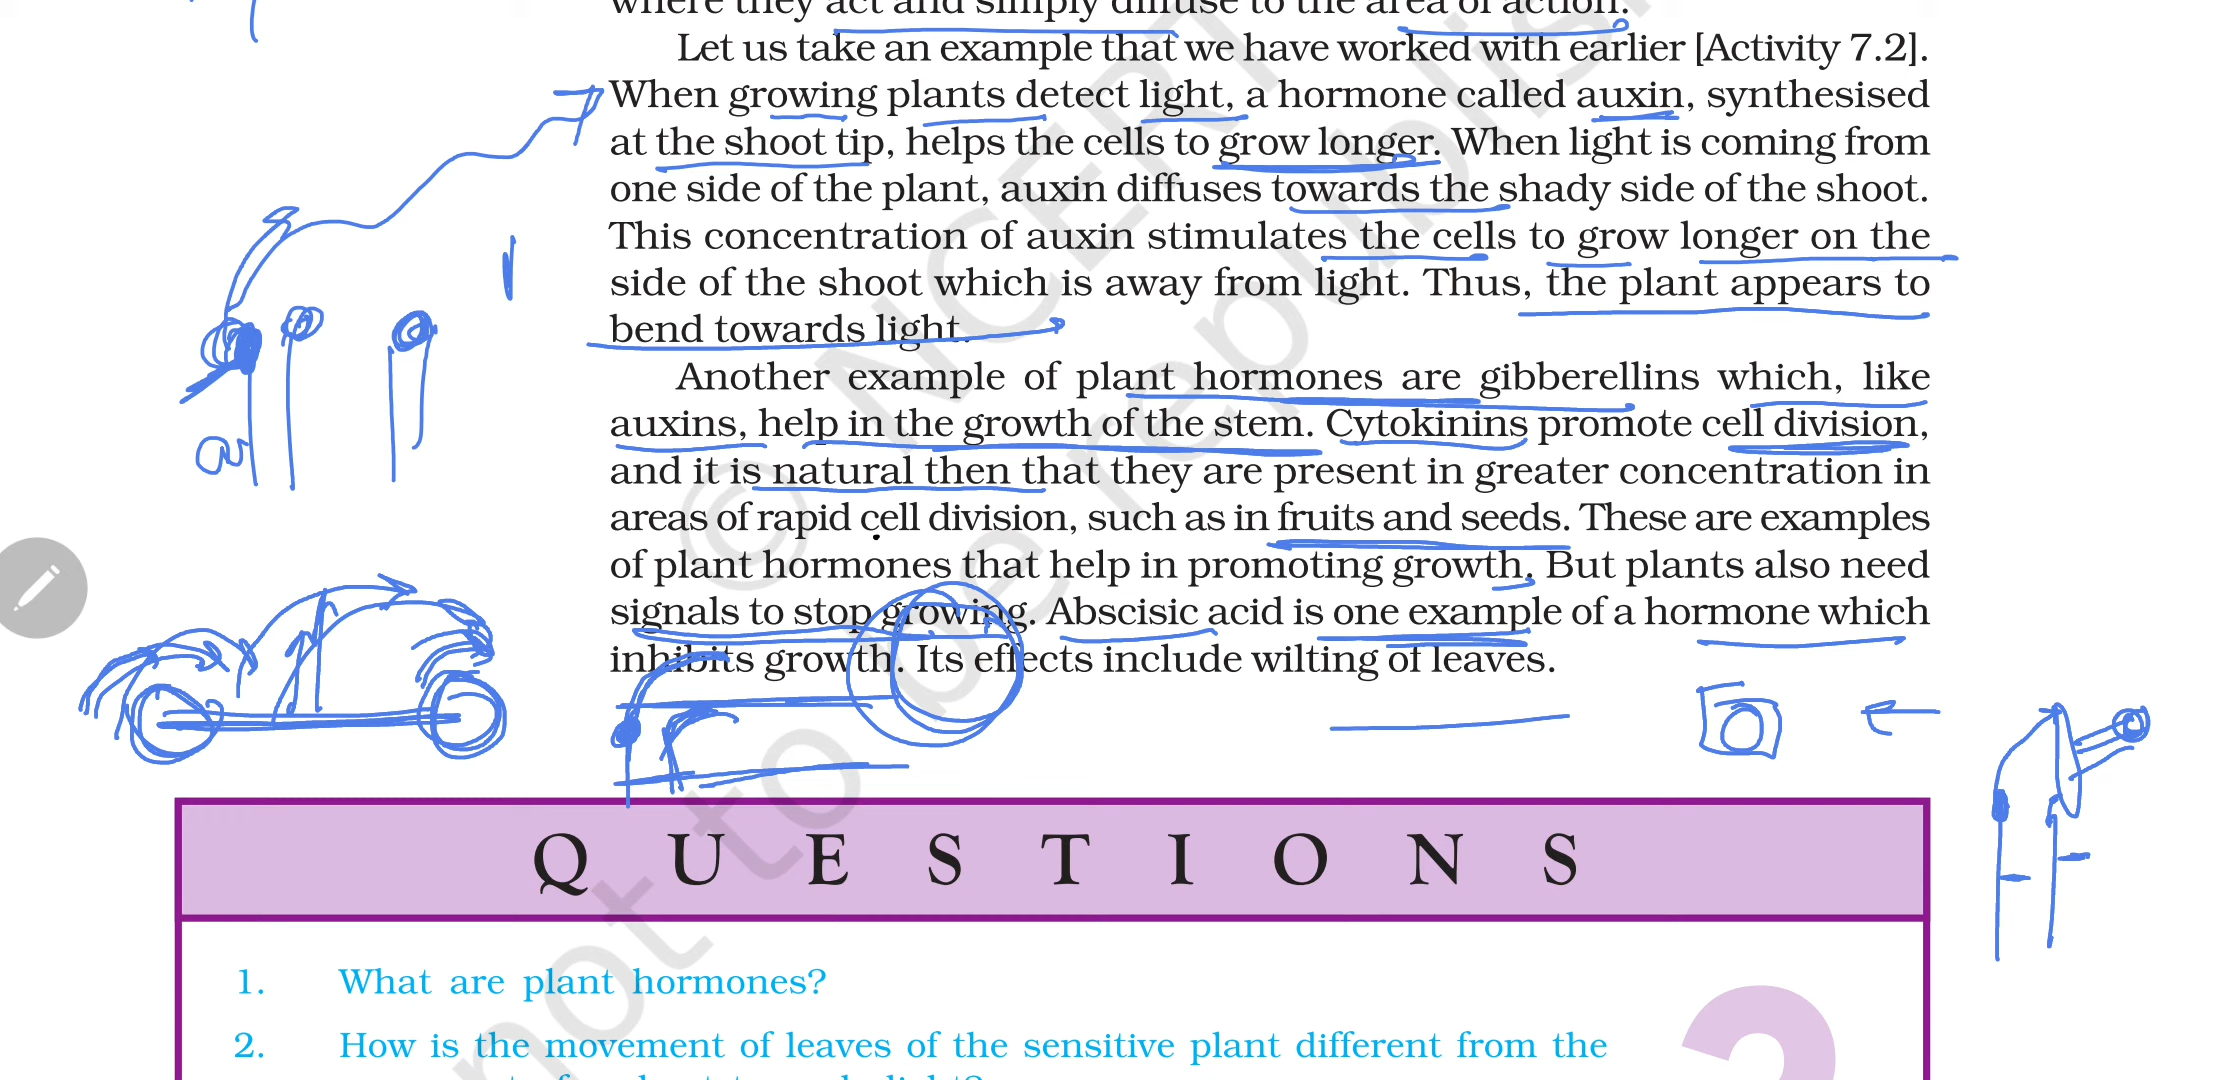 where they act and simply diffuse to the area of action.
Let us take an example that we have worked with earlier [Activity 7.2].
When growing plants detect light, a hormone called auxin, synthesised
at the shoot tip, helps the cells to grow longer. When light is coming from
one side of the plant, auxin diffuses towards the shady side of the shoot.
This concentration of auxin stimulates the cells to grow longer on the
side of the shoot which is away from light. Thus, the plant appears to
bend towards light.
Another example of plant hormones are gibberellins which, like
auxins, help in the growth of the stem. Cytokinins promote cell division,
and it is natural then that they are present in greater concentration in
areas of rapid cell division, such as in fruits and seeds. These are examples
of plant hormones that help in promoting growth. But plants also need
signals to stop growing. Abscisic acid is one example of a hormone which
inhibits growth. Its effects include wilting of leaves.
© NCERT
not to be republis
QUESTIONS
1. What are plant hormones?
2. How is the movement of leaves of the sensitive plant different from the
?